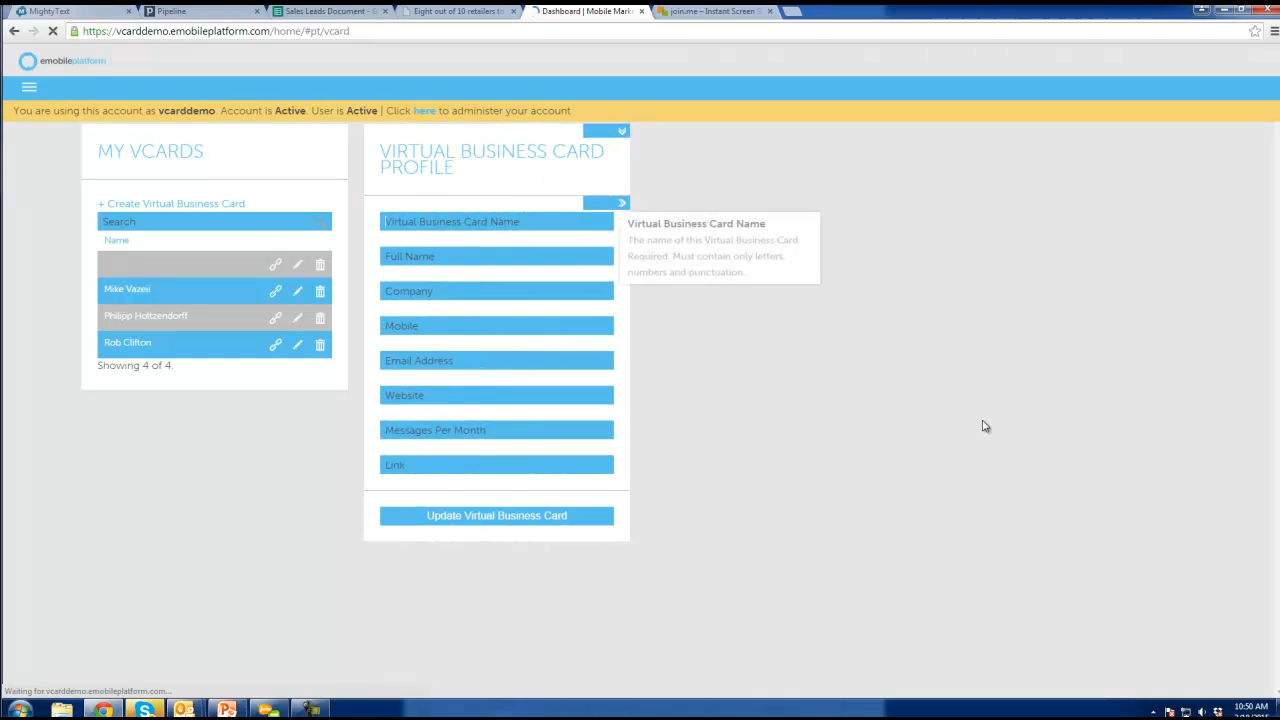 MightyText
Pipeline
Sales Leads Document - G
Eight out of 10 retailers to
Dashboard | Mobile Mark
join.me – Instant Screen S
https://vcarddemo.emobileplatform.com/home/#pt/vcard
emobileplatform
You are using this account as vcarddemo. Account is Active. User is Active | Click here to administer your account
MY VCARDS
+ Create Virtual Business Card
Search
Name
Mike Vazeii
Philipp Holtzendorff
Rob Clifton
Showing 4 of 4.
VIRTUAL BUSINESS CARD
PROFILE
Virtual Business Card Name
Full Name
Company
Mobile
Email Address
Website
Messages Per Month
Link
Update Virtual Business Card
Virtual Business Card Name
The name of this Virtual Business Card.
Required. Must contain only letters,
numbers and punctuation.
Waiting for vcarddemo.emobileplatform.com...
10:50 AM